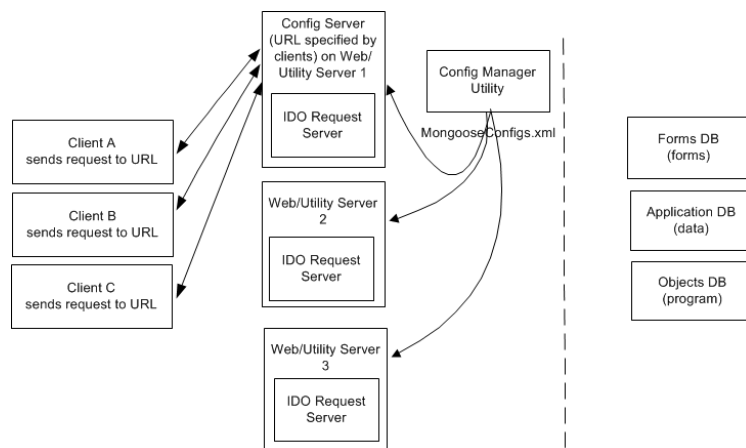 Config Server
(URL specified by
clients) on Web/
Utility Server 1
IDO Request
Server
Config Manager
Utility
MongooseConfigs.xml
Client A
sends request to URL
Client B
sends request to URL
Client C
sends request to URL
Web/Utility Server
2
IDO Request
Server
Web/Utility Server
3
IDO Request
Server
Forms DB
(forms)
Application DB
(data)
Objects DB
(program)